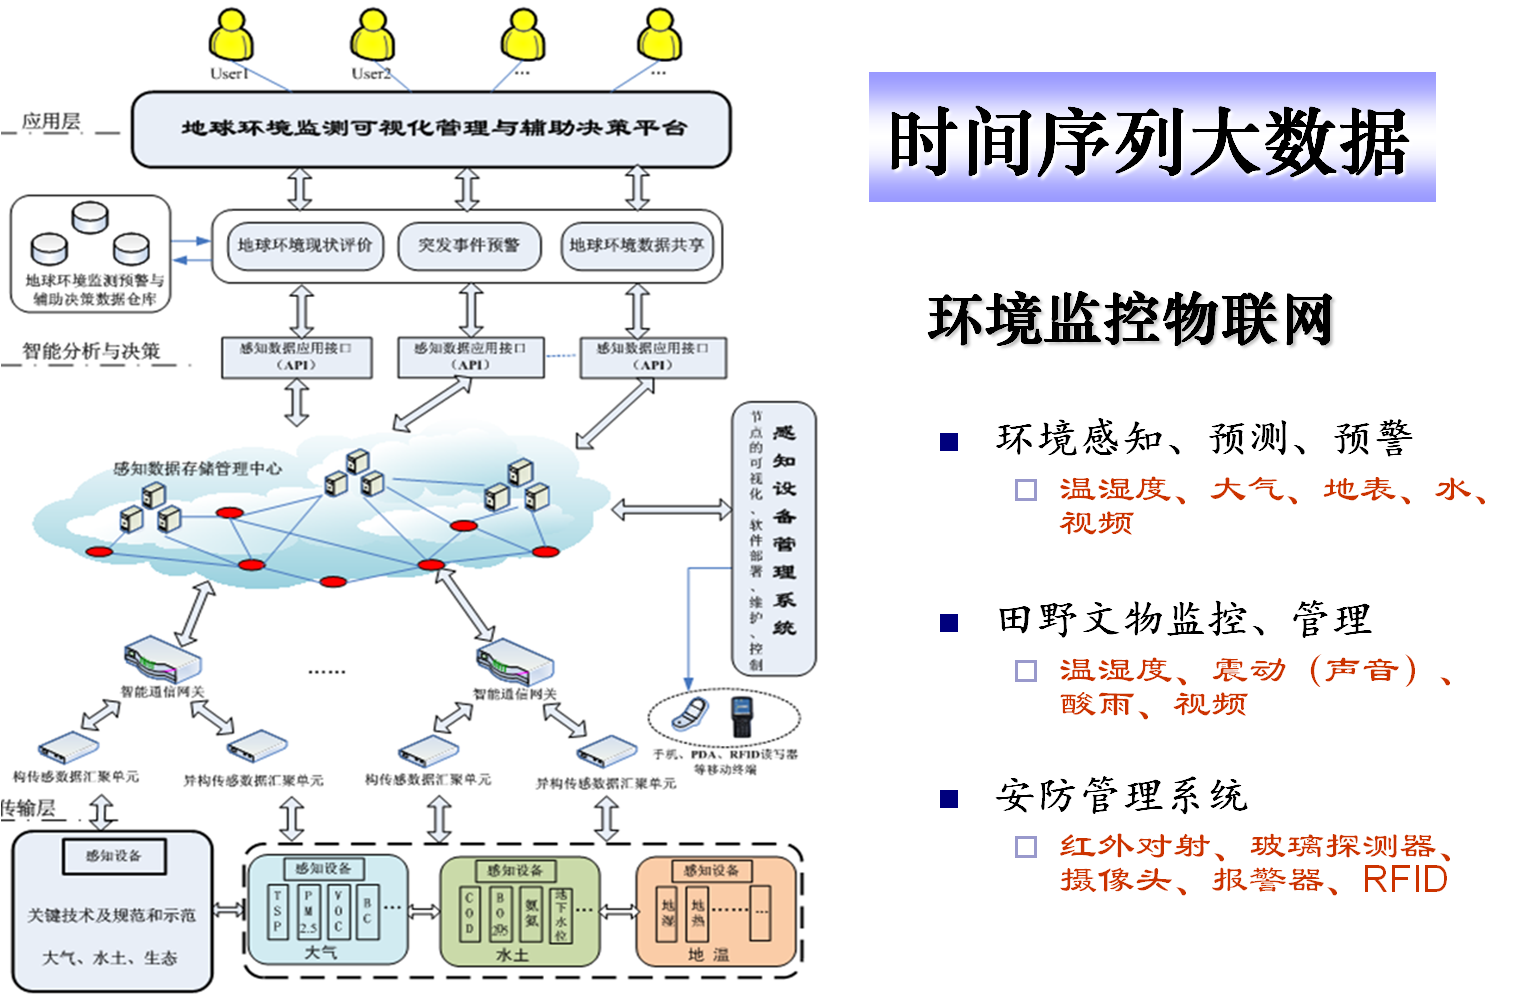 User1
User2
...
...
应用层
地球环境监测可视化管理与辅助决策平台
地球环境现状评价
突发事件预警
地球环境数据共享
地球环境监测预警与
辅助决策数据仓库
智能分析与决策
感知数据应用接口
（API）
感知数据应用接口
（API）
感知数据应用接口
（API）
感知数据存储管理中心
感知设备管理系统
节点的可视化、软件部署、维护、控制
智能通信网关
······
智能通信网关
手机、PDA、RFID读写器
等移动终端
构传感数据汇聚单元
异构传感数据汇聚单元
构传感数据汇聚单元
异构传感数据汇聚单元
传输层
感知设备
关键技术及规范和示范
大气、水土、生态
感知设备
TSP
PM2.5
VOC
BC
...
大气
感知设备
COD
BO
氨氮
地下水位
...
水土
感知设备
地湿
地热
······
...
地 温
时间序列大数据
环境监控物联网
环境感知、预测、预警
温湿度、大气、地表、水、
视频
田野文物监控、管理
温湿度、震动（声音）、
酸雨、视频
安防管理系统
红外对射、玻璃探测器、
摄像头、报警器、RFID